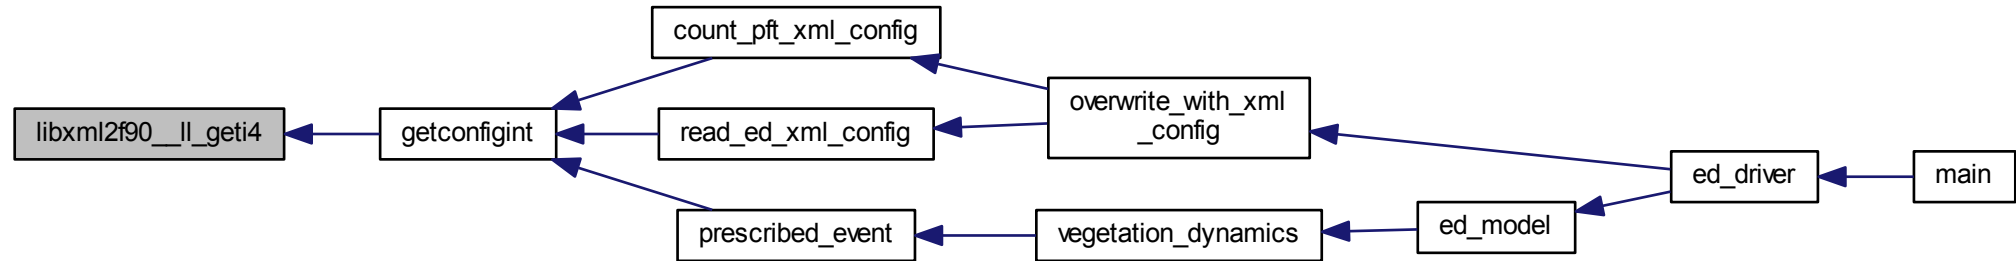 count_pft_xml_config
overwrite_with_xml
_config
libxml2f90__ll_geti4
getconfigint
read_ed_xml_config
ed_driver
main
prescribed_event
vegetation_dynamics
ed_model